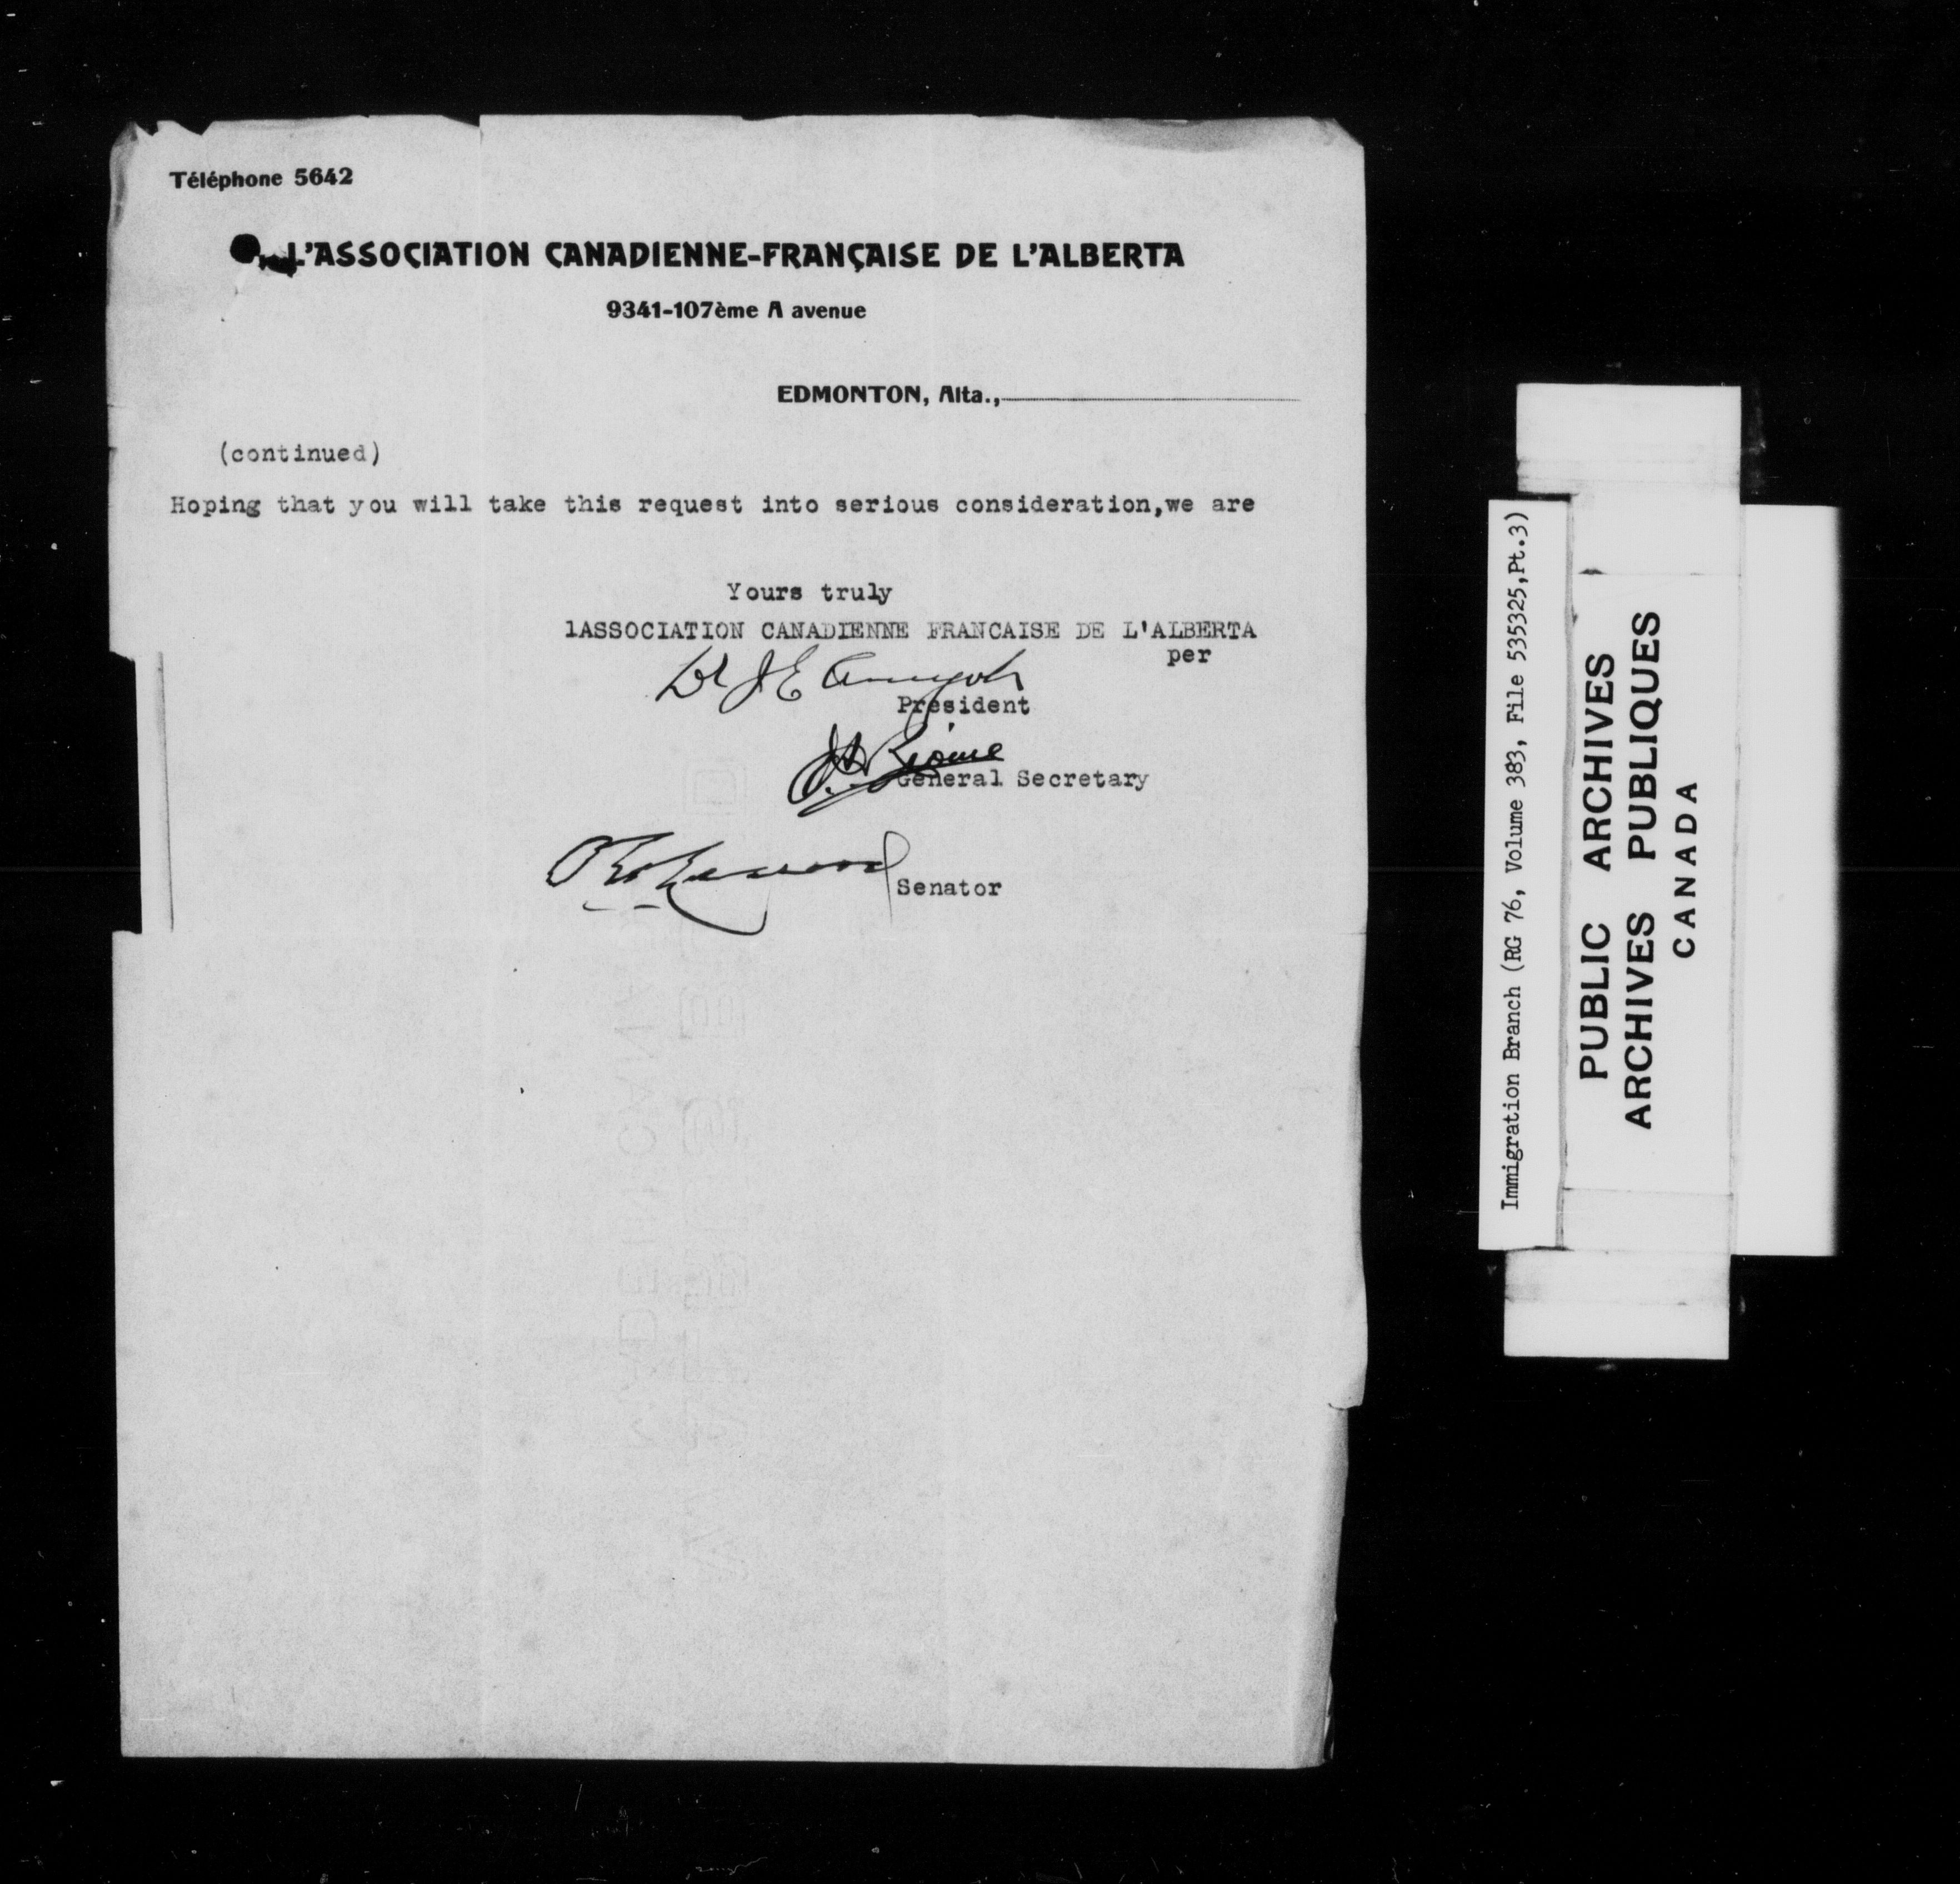 Téléphone 5642
L'ASSOCIATION CANADIENNE-FRANÇAISE DE L'ALBERTA
9341-107ème A avenue
EDMONTON, Alta.,
(continued)
Hoping that you will take this request into serious consideration,we are
Yours truly
lASSOCIATION CANADIENNE FRANCAISE DE L'ALBERTA
per
Dr J E
President
General Secretary
Senator
Immigration Branch (RG 76, Volume 383, File 535325,Pt.3)
PUBLIC ARCHIVES
ARCHIVES PUBLIQUES
CANADA